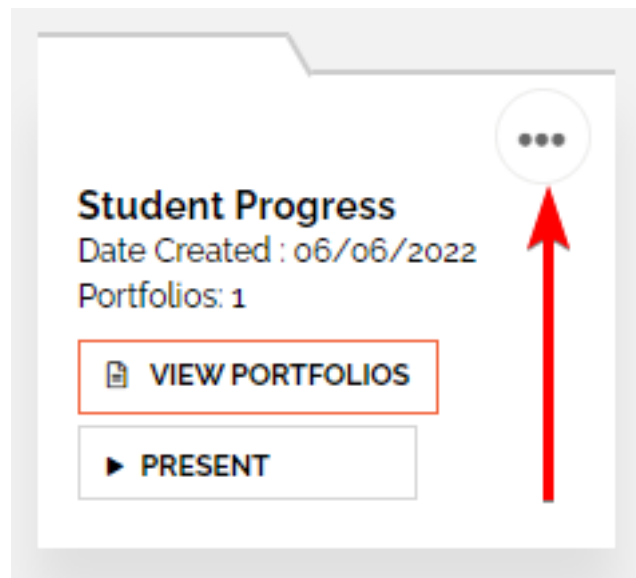 Student Progress
Date Created : 06/06/2022
Portfolios: 1
VIEW PORTFOLIOS
PRESENT